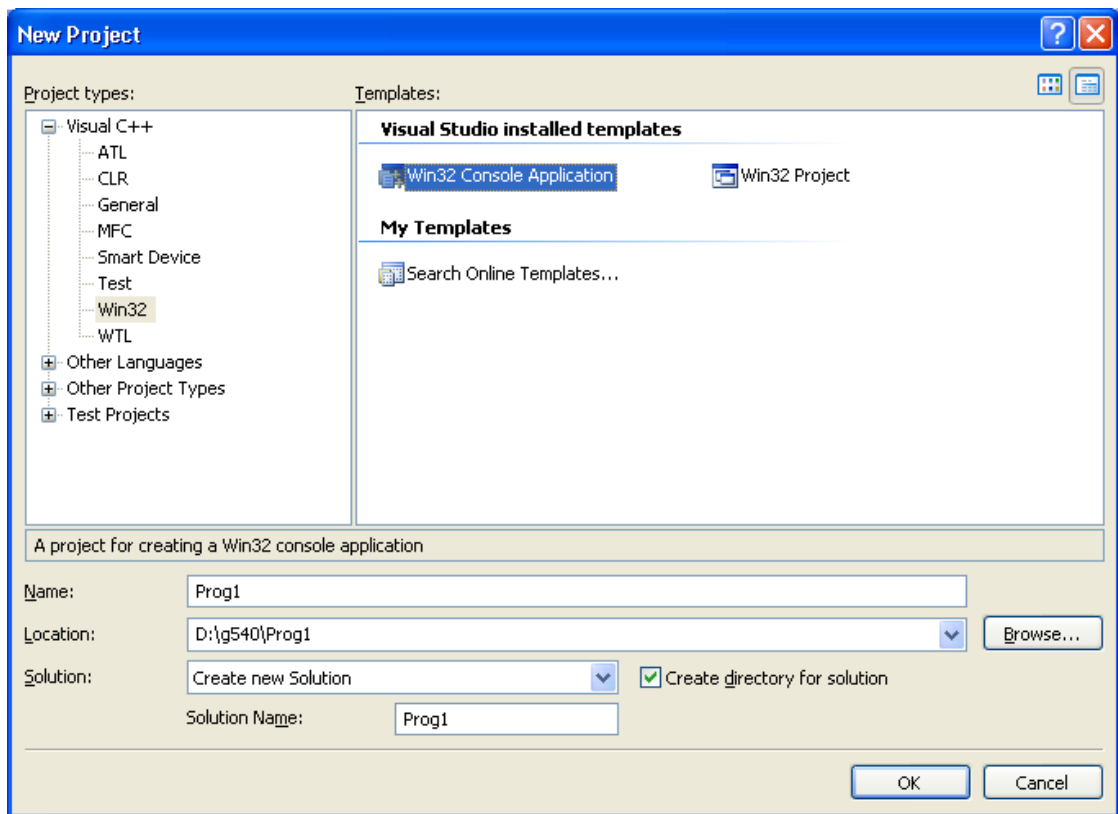 New Project
Project types:
Templates:
Visual C++
ATL
CLR
General
MFC
Smart Device
Test
Win32
WTL
Other Languages
Other Project Types
Test Projects
Visual Studio installed templates
Win32 Console Application
Win32 Project
My Templates
Search Online Templates...
A project for creating a Win32 console application
Name:
Prog1
Location:
D:\g540\Prog1
Browse...
Solution:
Create new Solution
Create directory for solution
Solution Name:
Prog1
OK
Cancel